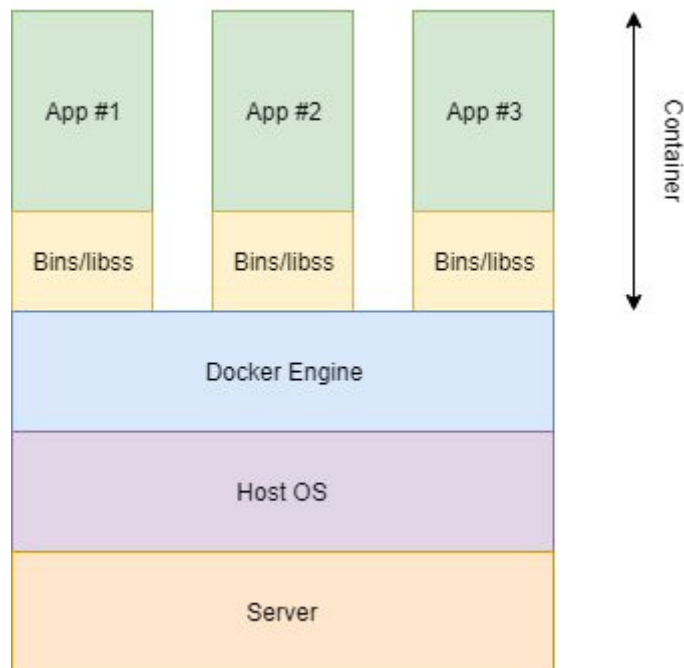 App #1
App #2
App #3
Container
Bins/libss
Bins/libss
Bins/libss
Docker Engine
Host OS
Server